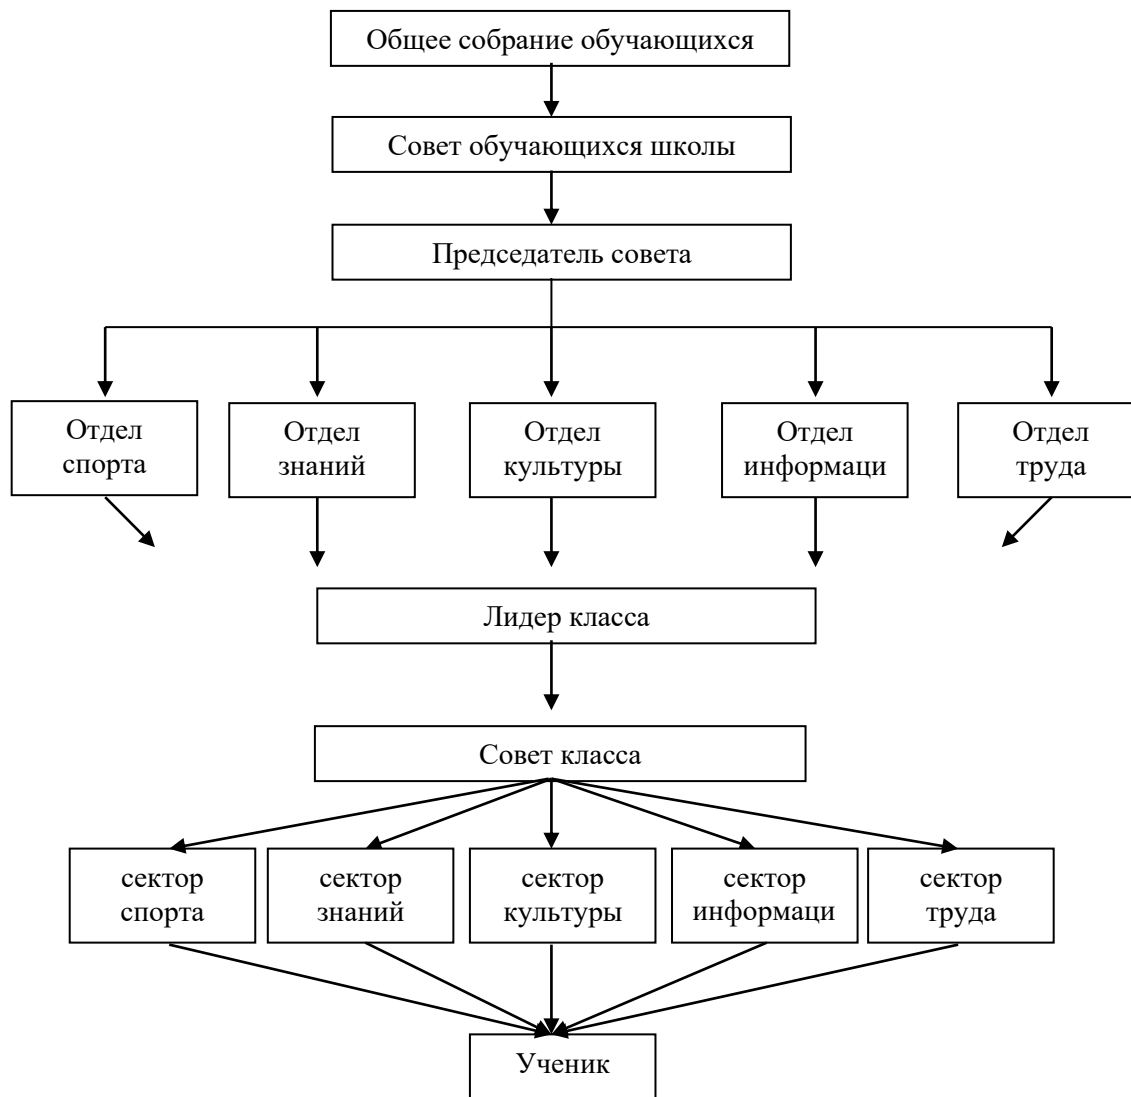 Общее собрание обучающихся
Совет обучающихся школы
Председатель совета
Отдел
спорта
Отдел
знаний
Отдел
культуры
Отдел
информаци
Отдел
труда
Лидер класса
Совет класса
сектор
спорта
сектор
знаний
сектор
культуры
сектор
информаци
сектор
труда
Ученик